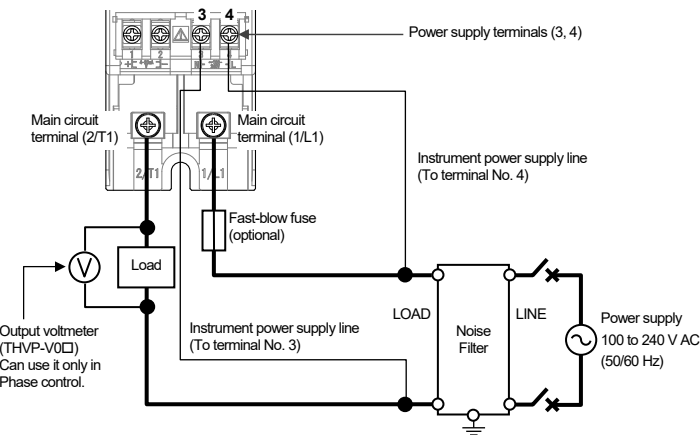 3 4
Power supply terminals (3, 4)
1 2
Main circuit
terminal (2/T1)
Main circuit
terminal (1/L1)
2/T1 1/L1
Instrument power supply line
(To terminal No. 4)
Fast-blow fuse
(optional)
V
Load
LOAD
LINE
Noise
Filter
Power supply
100 to 240 V AC
(50/60 Hz)
Output voltmeter
(THVP-V0□)
Can use it only in
Phase control.
Instrument power supply line
(To terminal No. 3)